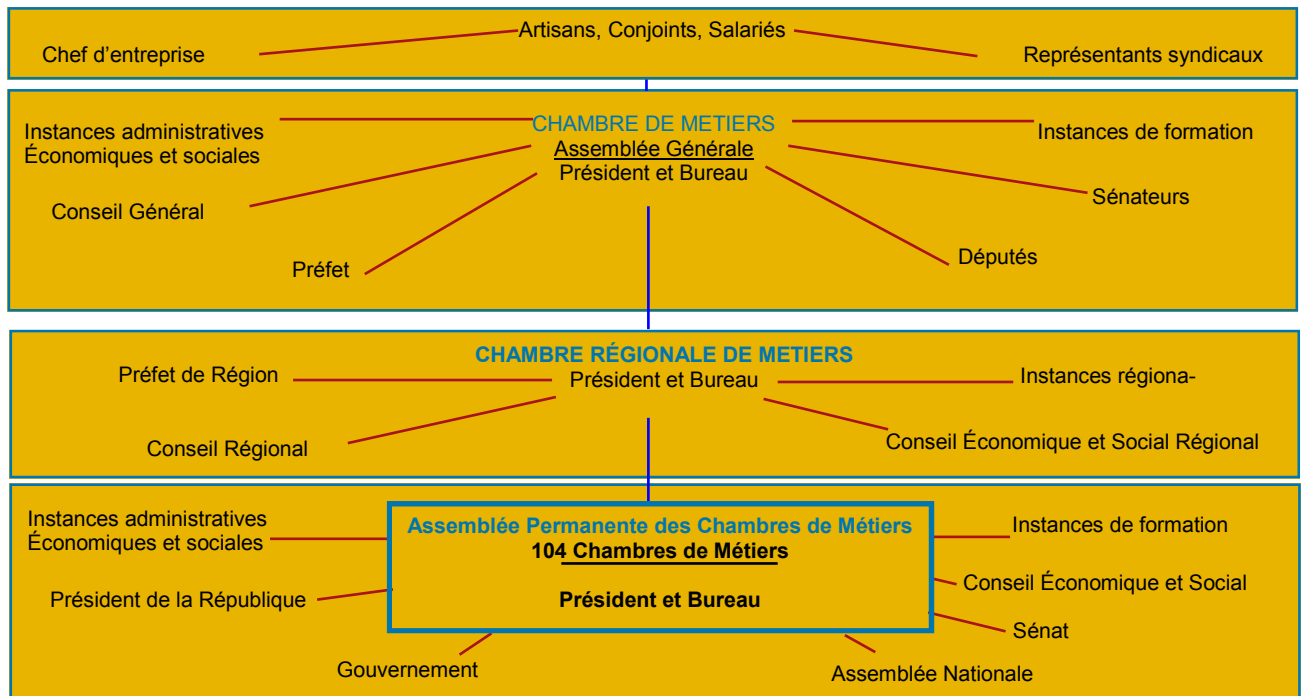 Artisans, Conjoints, Salariés
Chef d'entreprise
Représentants syndicaux
Instances administratives
Économiques et sociales
CHAMBRE DE METIERS
Assemblée Générale
Président et Bureau
Instances de formation
Conseil Général
Sénateurs
Préfet
Députés
CHAMBRE RÉGIONALE DE METIERS
Président et Bureau
Préfet de Région
Instances régiona-
Conseil Régional
Conseil Économique et Social Régional
Instances administratives
Économiques et sociales
Assemblée Permanente des Chambres de Métiers
104 Chambres de Métiers
Président et Bureau
Instances de formation
Président de la République
Conseil Économique et Social
Sénat
Gouvernement
Assemblée Nationale